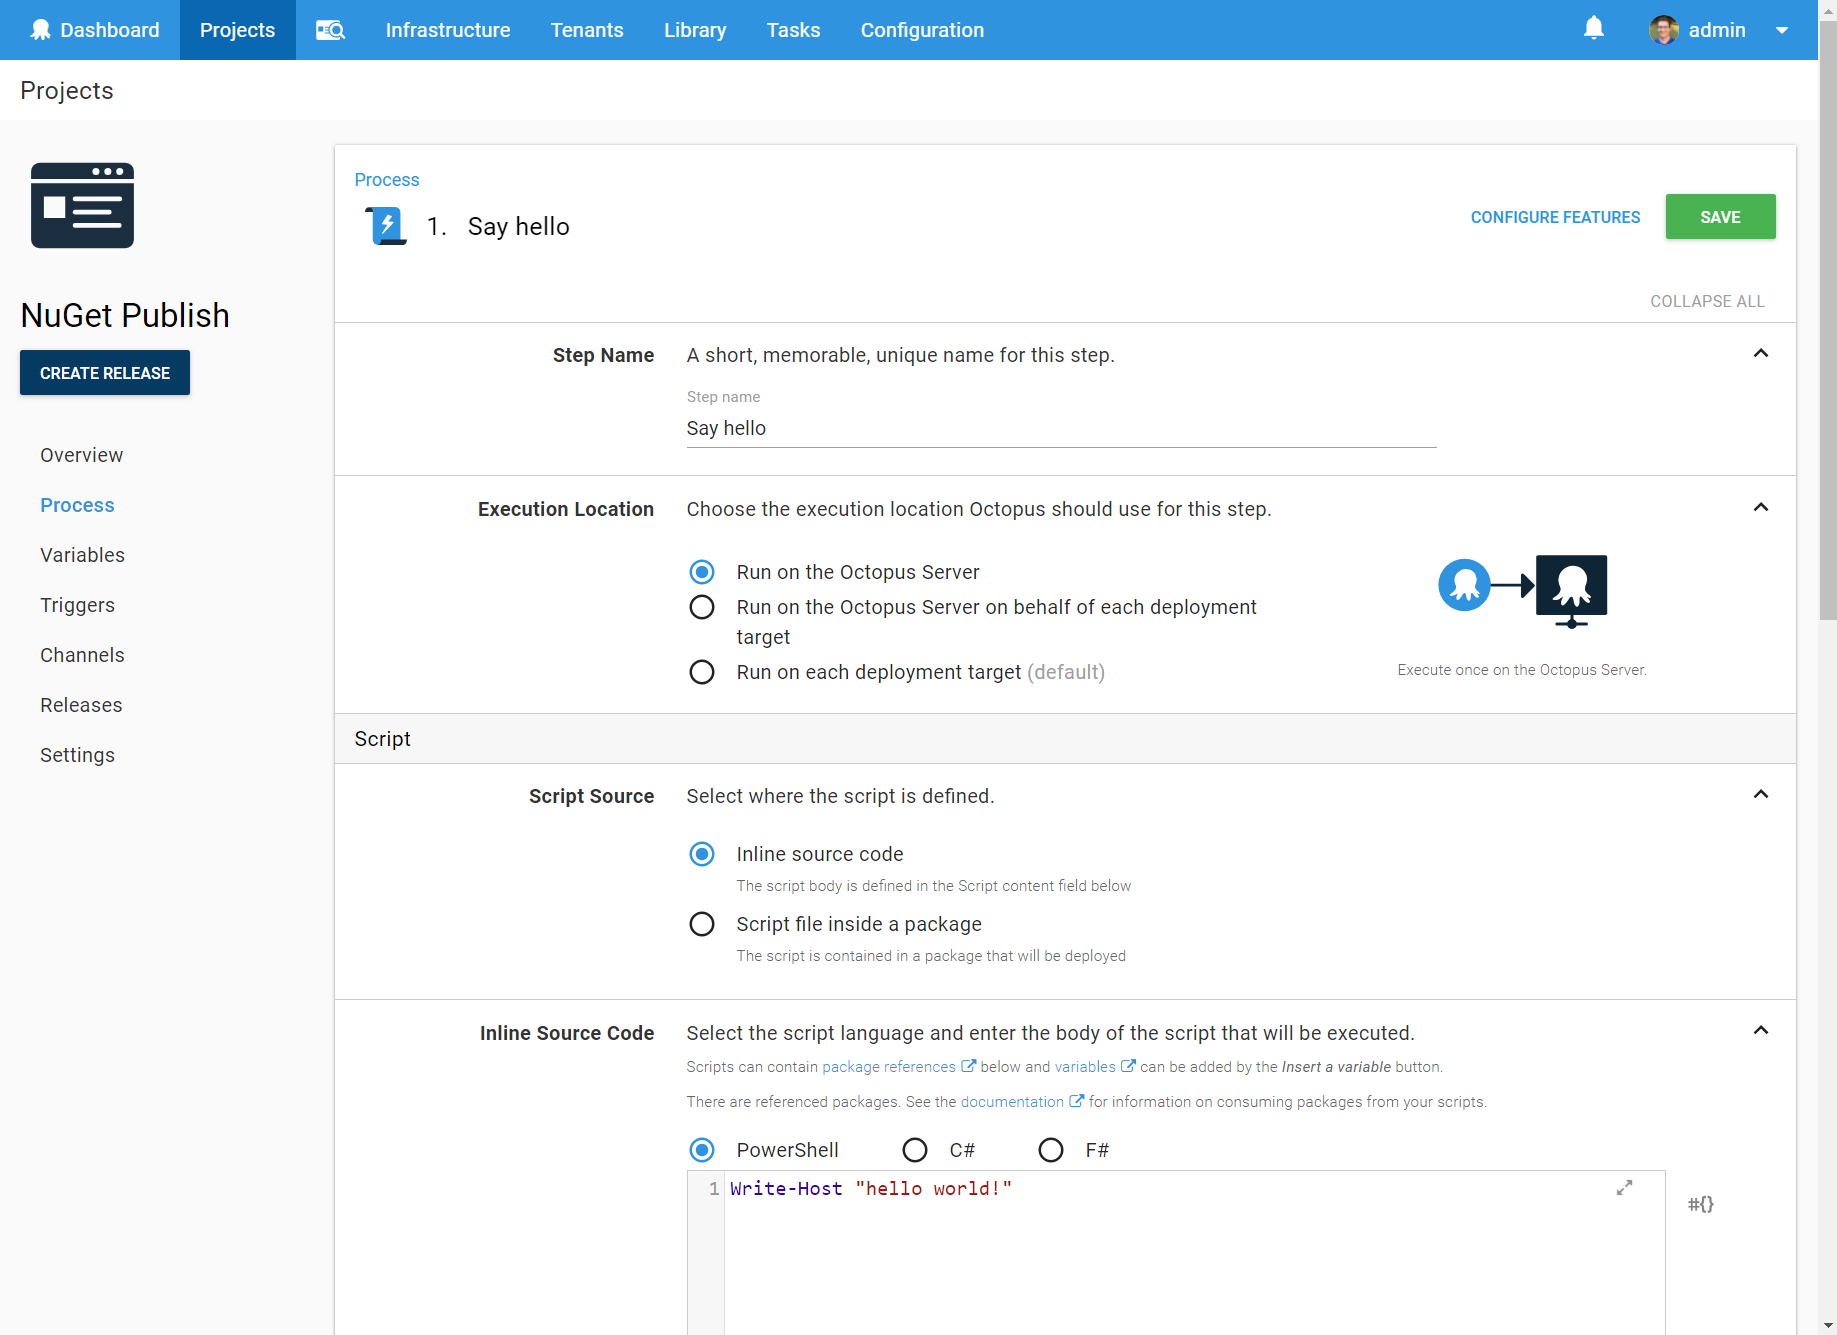 Dashboard Projects Infrastructure Tenants Library Tasks Configuration admin
Projects
NuGet Publish
CREATE RELEASE
Overview
Process
Variables
Triggers
Channels
Releases
Settings
Process
1. Say hello
CONFIGURE FEATURES SAVE
COLLAPSE ALL
Step Name A short, memorable, unique name for this step.
Step name
Say hello
Execution Location Choose the execution location Octopus should use for this step.
Run on the Octopus Server
Run on the Octopus Server on behalf of each deployment
target
Run on each deployment target (default)
Execute once on the Octopus Server.
Script
Script Source Select where the script is defined.
Inline source code
The script body is defined in the Script content field below
Script file inside a package
The script is contained in a package that will be deployed
Inline Source Code Select the script language and enter the body of the script that will be executed.
Scripts can contain package references below and variables can be added by the Insert a variable button.
There are referenced packages. See the documentation for information on consuming packages from your scripts.
PowerShell C# F#
1 Write-Host "hello world!"
#{}